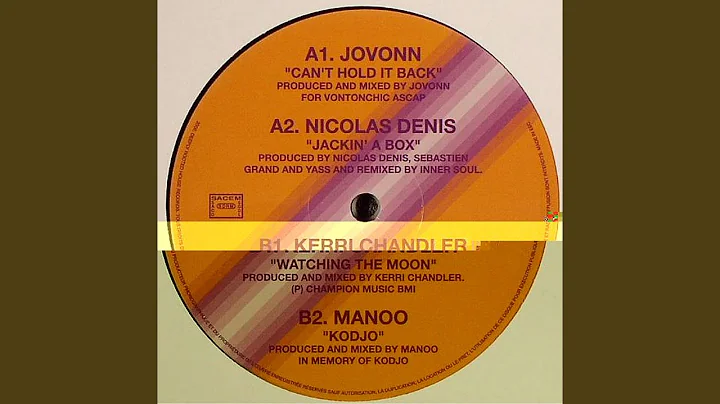 A1. JOVONN
"CAN'T HOLD IT BACK"
PRODUCED AND MIXED BY JOVONN
FOR VONTONCHIC ASCAP
A2. NICOLAS DENIS
"JACKIN' A BOX"
PRODUCED BY NICOLAS DENIS, SEBASTIEN
GRAND AND YASS AND REMIXED BY INNER SOUL.
SACEM
B1. KERRI CHANDLER
"WATCHING THE MOON"
PRODUCED AND MIXED BY KERRI CHANDLER.
(P) CHAMPION MUSIC BMI
B2. MANOO
"KODJO"
PRODUCED AND MIXED BY MANOO
IN MEMORY OF KODJO